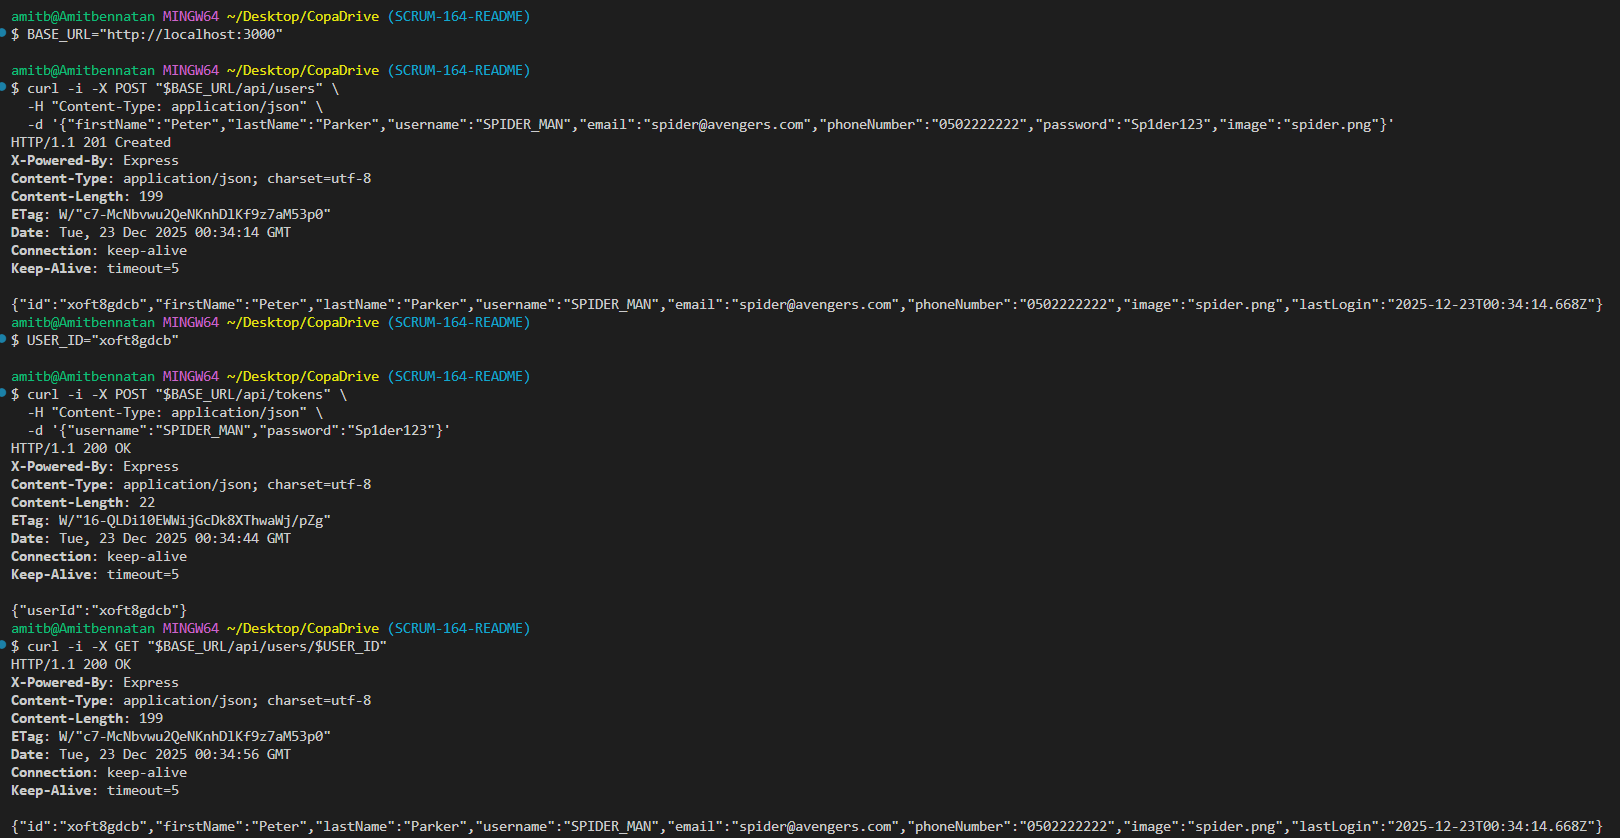 amitb@Amitbennatan MINGW64 ~/Desktop/CopaDrive (SCRUM-164-README)
$ BASE_URL="http://localhost:3000"
amitb@Amitbennatan MINGW64 ~/Desktop/CopaDrive (SCRUM-164-README)
$ curl -i -X POST "$BASE_URL/api/users" \
-H "Content-Type: application/json" \
-d '{"firstName":"Peter","lastName":"Parker","username":"SPIDER_MAN","email":"spider@avengers.com","phoneNumber":"0502222222","password":"Sp1der123","image":"spider.png"}'
HTTP/1.1 201 Created
X-Powered-By: Express
Content-Type: application/json; charset=utf-8
Content-Length: 199
ETag: W/"c7-McNbvwu2QeNKnhDlKf9z7aM53p0"
Date: Tue, 23 Dec 2025 00:34:14 GMT
Connection: keep-alive
Keep-Alive: timeout=5
{"id":"xoft8gdcb","firstName":"Peter","lastName":"Parker","username":"SPIDER_MAN","email":"spider@avengers.com","phoneNumber":"0502222222","image":"spider.png","lastLogin":"2025-12-23T00:34:14.668Z"}
amitb@Amitbennatan MINGW64 ~/Desktop/CopaDrive (SCRUM-164-README)
$ USER_ID="xoft8gdcb"
amitb@Amitbennatan MINGW64 ~/Desktop/CopaDrive (SCRUM-164-README)
$ curl -i -X POST "$BASE_URL/api/tokens" \
-H "Content-Type: application/json" \
-d '{"username":"SPIDER_MAN","password":"Sp1der123"}'
HTTP/1.1 200 OK
X-Powered-By: Express
Content-Type: application/json; charset=utf-8
Content-Length: 22
ETag: W/"16-QLDi10EWWijGcDk8XThwaWj/pZg"
Date: Tue, 23 Dec 2025 00:34:44 GMT
Connection: keep-alive
Keep-Alive: timeout=5
{"userId":"xoft8gdcb"}
amitb@Amitbennatan MINGW64 ~/Desktop/CopaDrive (SCRUM-164-README)
$ curl -i -X GET "$BASE_URL/api/users/$USER_ID"
HTTP/1.1 200 OK
X-Powered-By: Express
Content-Type: application/json; charset=utf-8
Content-Length: 199
ETag: W/"c7-McNbvwu2QeNKnhDlKf9z7aM53p0"
Date: Tue, 23 Dec 2025 00:34:56 GMT
Connection: keep-alive
Keep-Alive: timeout=5
{"id":"xoft8gdcb","firstName":"Peter","lastName":"Parker","username":"SPIDER_MAN","email":"spider@avengers.com","phoneNumber":"0502222222","image":"spider.png","lastLogin":"2025-12-23T00:34:14.668Z"}